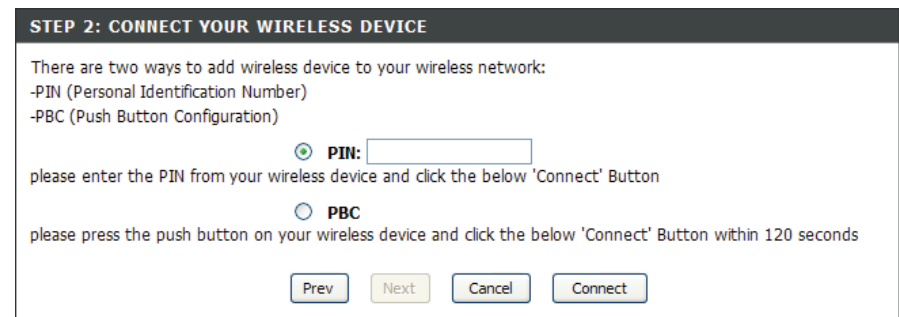 STEP 2: CONNECT YOUR WIRELESS DEVICE
There are two ways to add wireless device to your wireless network:
-PIN (Personal Identification Number)
-PBC (Push Button Configuration)
PIN:
please enter the PIN from your wireless device and click the below 'Connect' Button
PBC
please press the push button on your wireless device and click the below 'Connect' Button within 120 seconds
Prev Next Cancel Connect